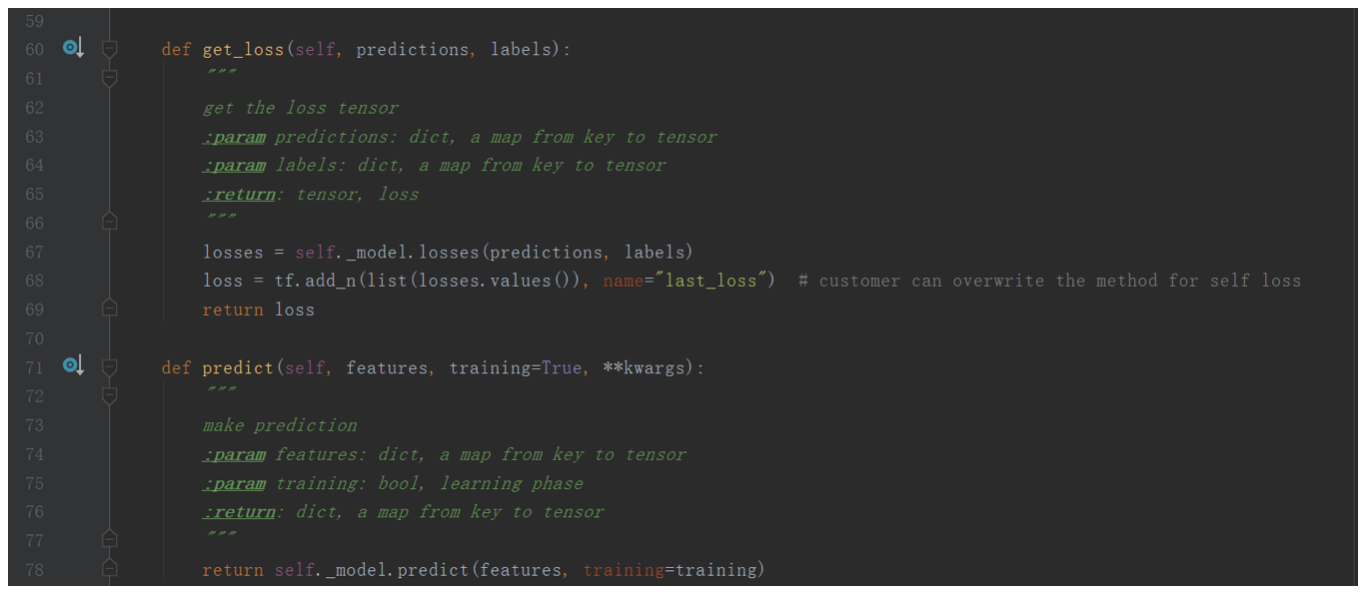 59
60 def get_loss(self, predictions, labels):
61 """
62 get the loss tensor
63 :param predictions: dict, a map from key to tensor
64 :param labels: dict, a map from key to tensor
65 :return: tensor, loss
66 """
67 losses = self._model.losses(predictions, labels)
68 loss = tf.add_n(list(losses.values()), name="last_loss")  # customer can overwrite the method for self loss
69 return loss
70
71 def predict(self, features, training=True, **kwargs):
72 """
73 make prediction
74 :param features: dict, a map from key to tensor
75 :param training: bool, learning phase
76 :return: dict, a map from key to tensor
77 """
78 return self._model.predict(features, training=training)